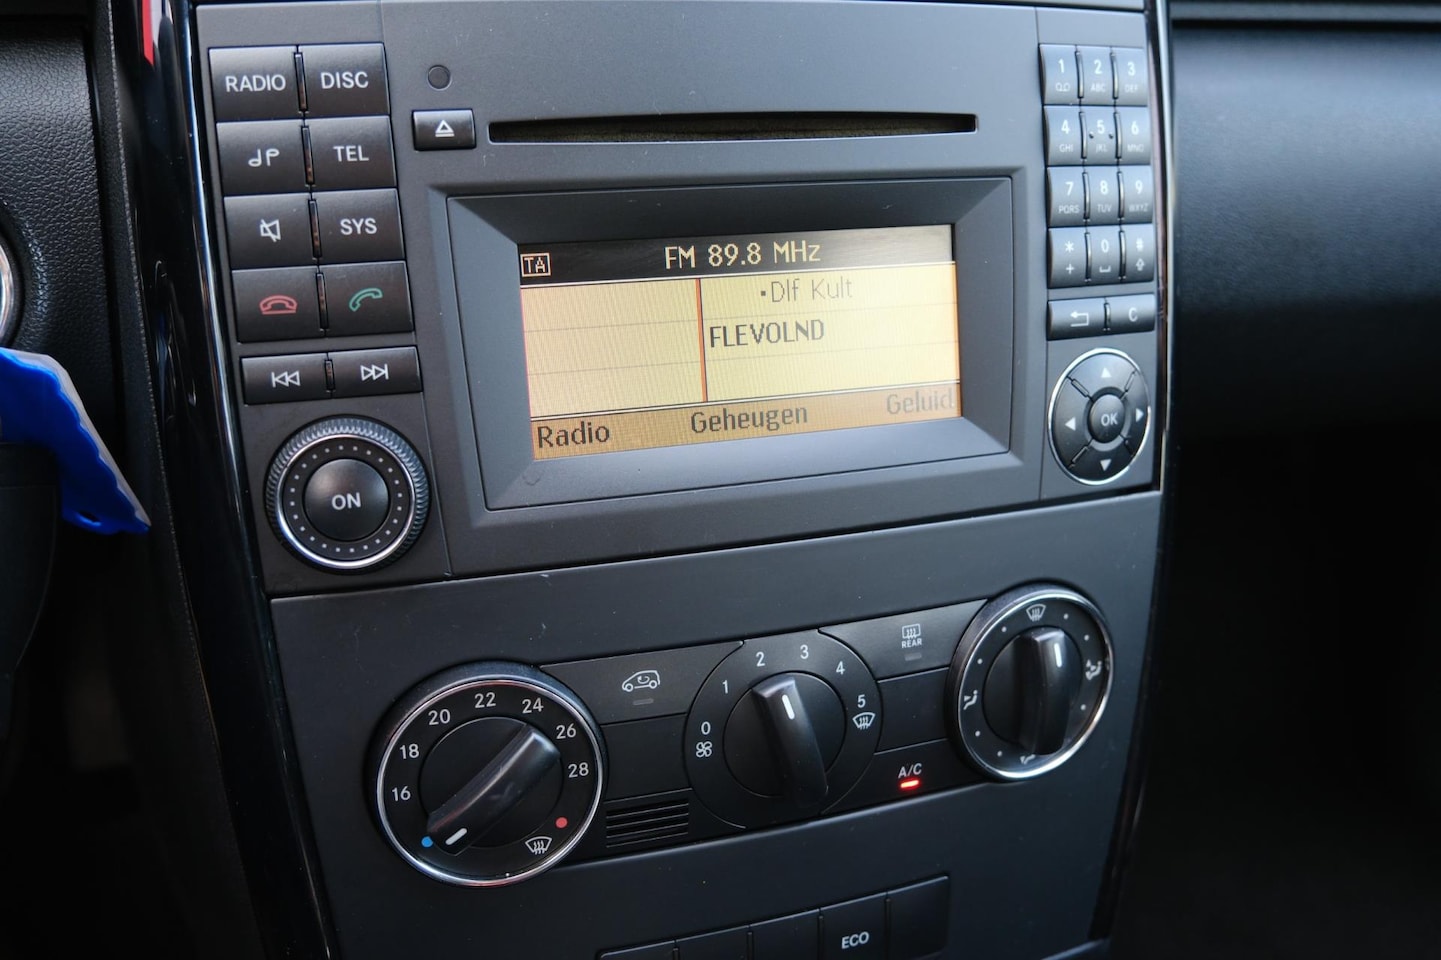 RADIO DISC
TEL
SYS
ON
TA FM 89.8 MHz
Dlf Kult
FLEVOLND
Radio Geheugen Geluid
1 2 ABC 3 DEF
4 GHI 5 JKL 6 MNO
7 PQRS 8 TUV 9 WXYZ
* 0 #
+
C
OK
16 18 20 22 24 26 28
0 1 2 3 4 5
REAR
A/C
ECO